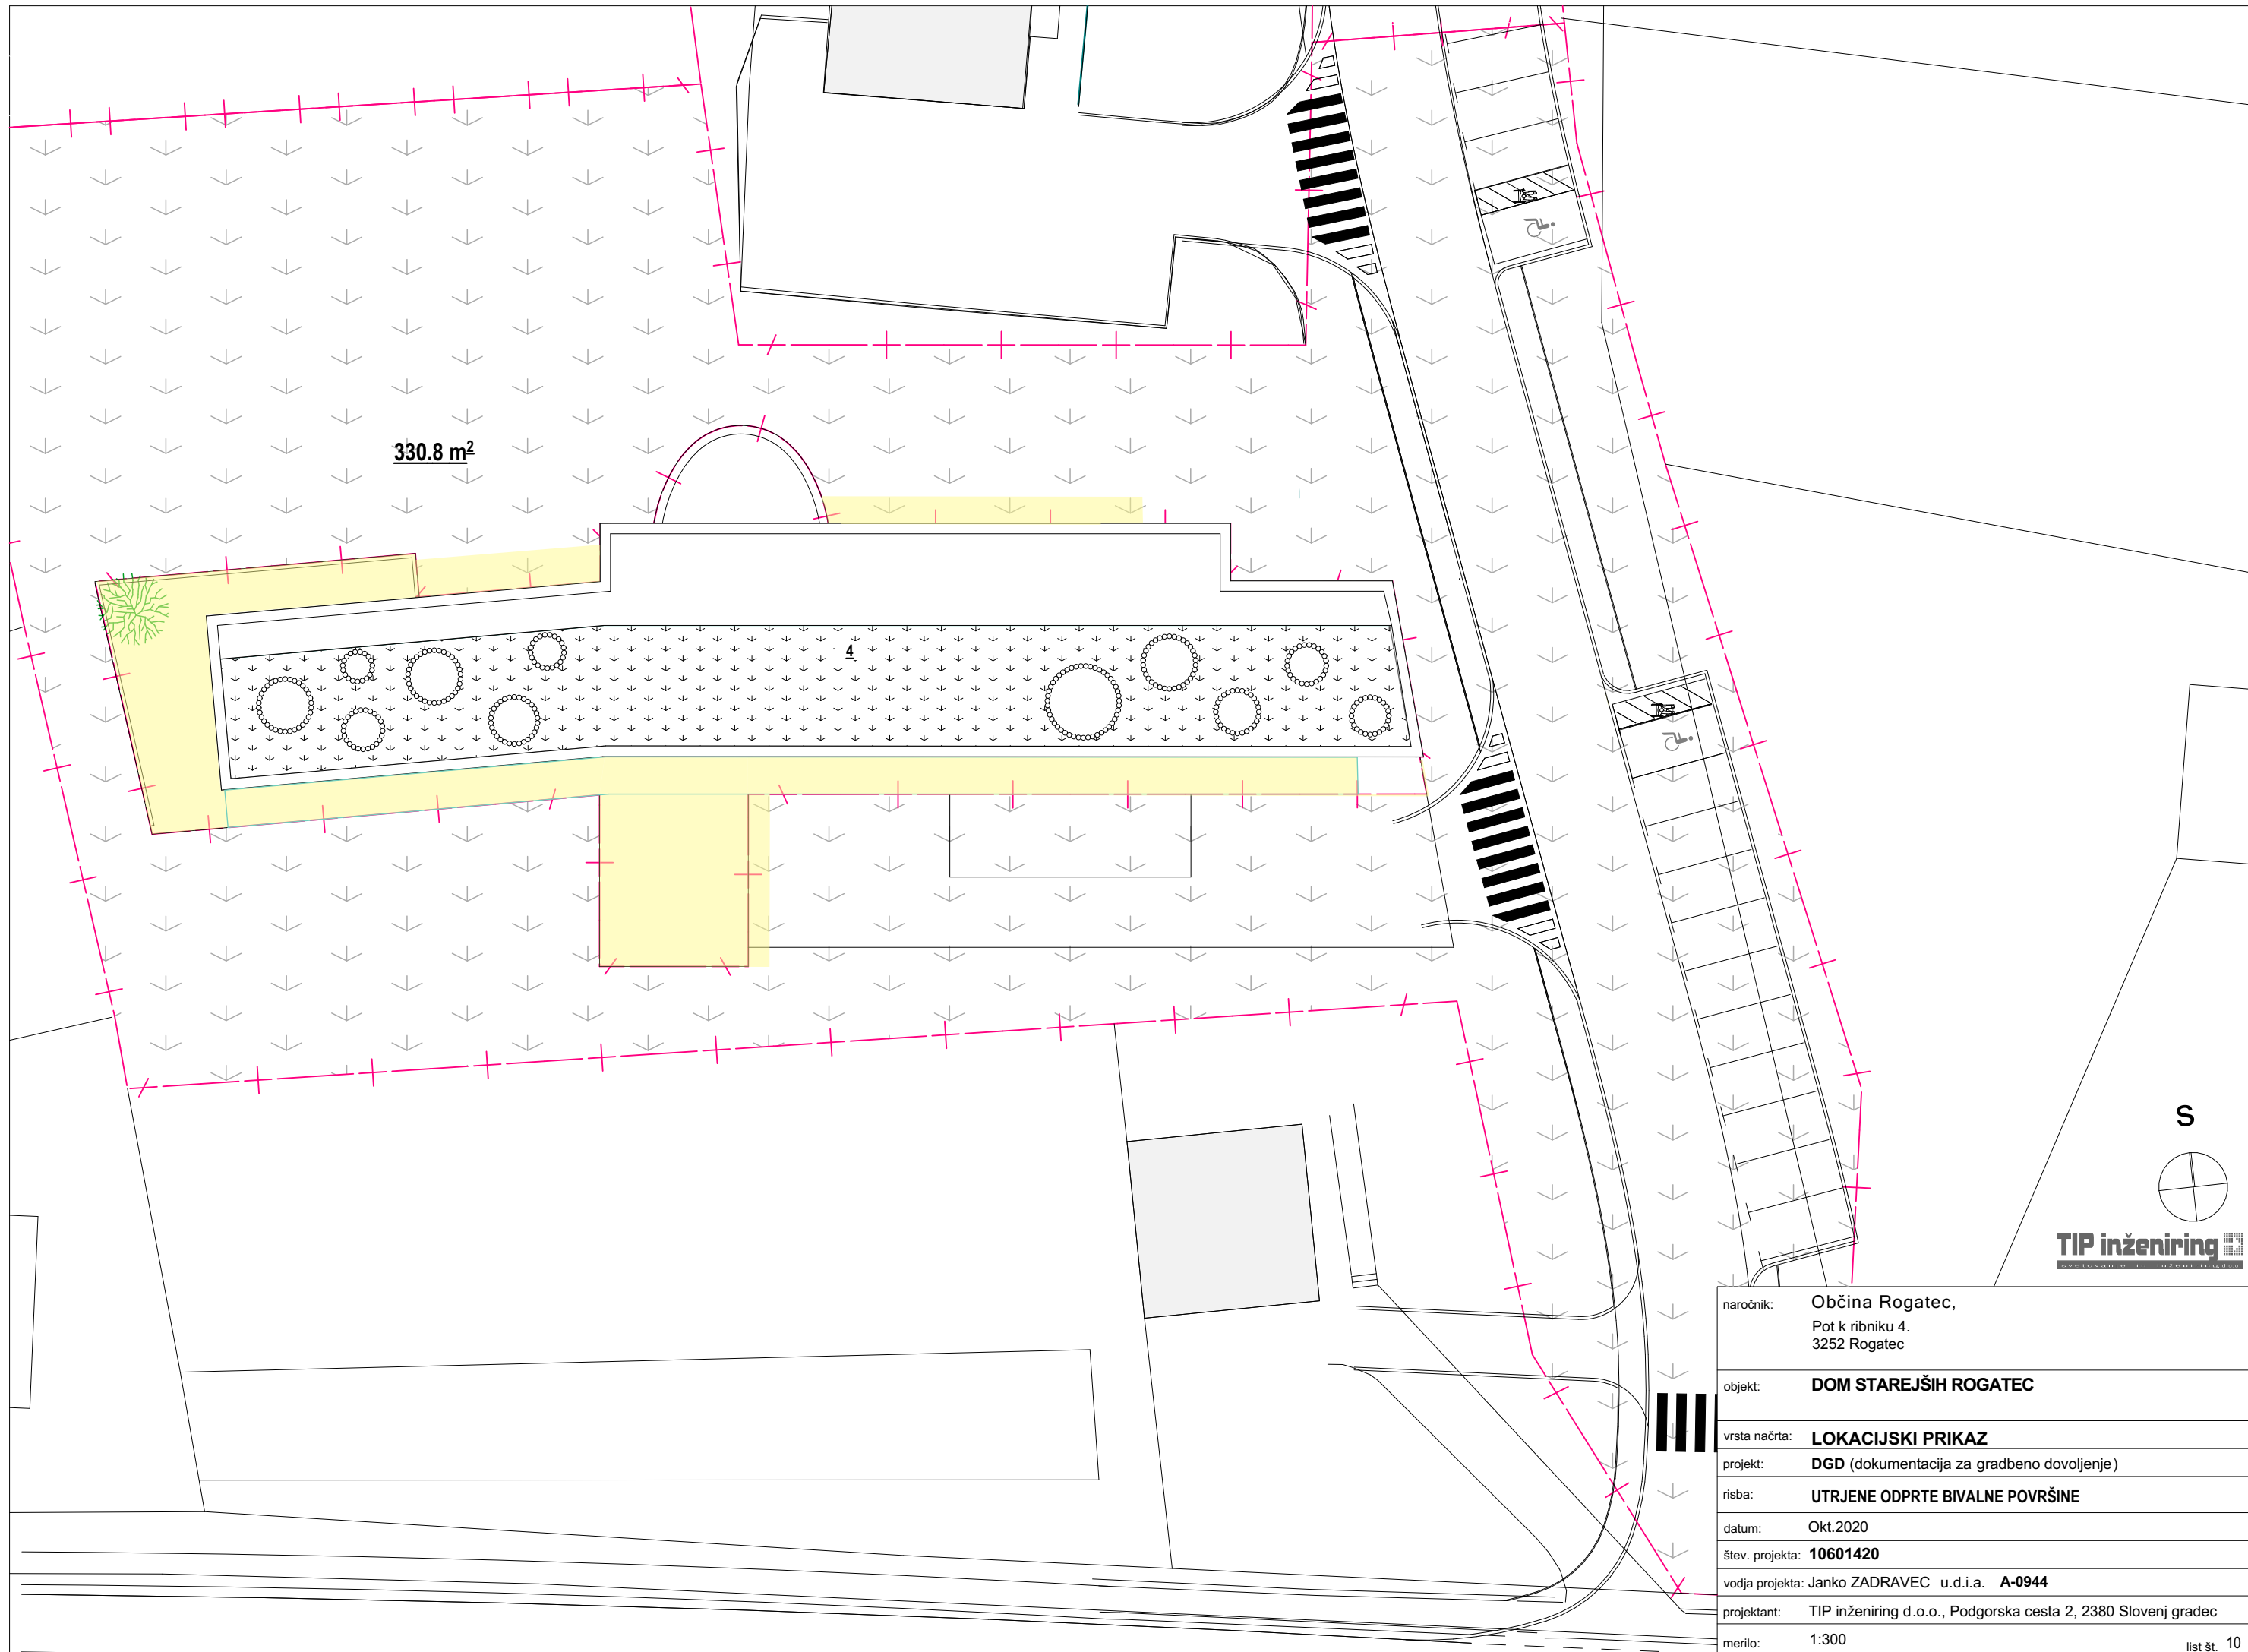 330.8 m²
4
S
TIP inženiring
svetovanje in inženiring,d.o.o.
naročnik: Občina Rogatec,
Pot k ribniku 4.
3252 Rogatec
objekt: DOM STAREJŠIH ROGATEC
vrsta načrta: LOKACIJSKI PRIKAZ
projekt: DGD (dokumentacija za gradbeno dovoljenje)
risba: UTRJENE ODPRTE BIVALNE POVRŠINE
datum: Okt.2020
štev. projekta: 10601420
vodja projekta: Janko ZADRAVEC u.d.i.a. A-0944
projektant: TIP inženiring d.o.o., Podgorska cesta 2, 2380 Slovenj gradec
merilo: 1:300
list št. 10